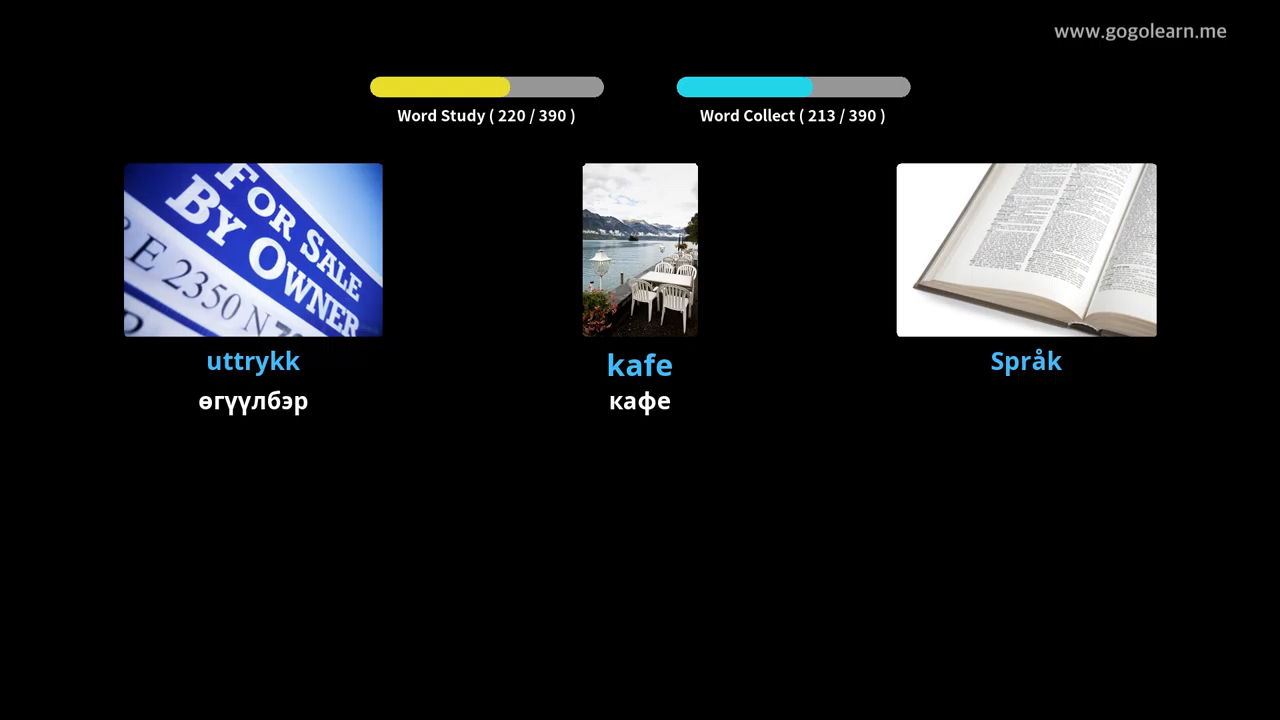 www.gogolearn.me
Word Study ( 220 / 390 )
Word Collect ( 213 / 390 )
FOR SALE
BY OWNER
E 2350 N
uttrykk
өгүүлбэр
kafe
кафе
Språk